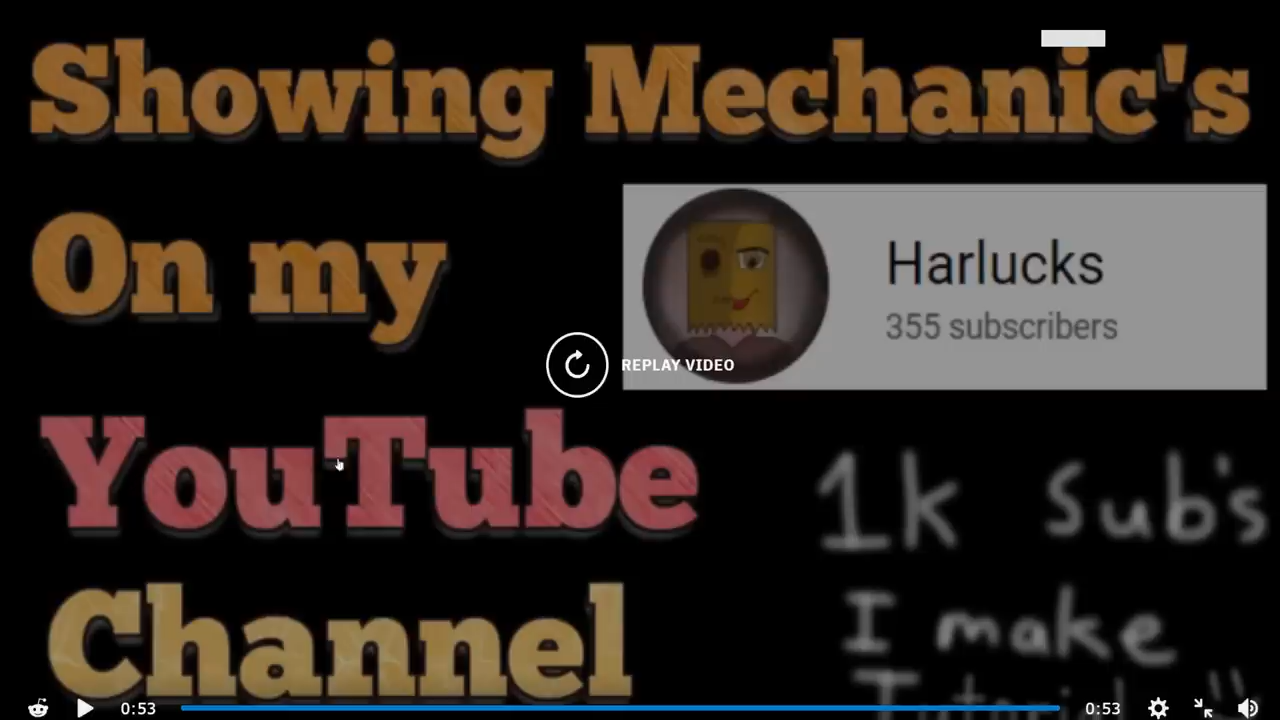 Showing Mechanic's
On my
Harlucks
355 subscribers
REPLAY VIDEO
YouTube
1k Sub's
Channel
I make
0:53
0:53